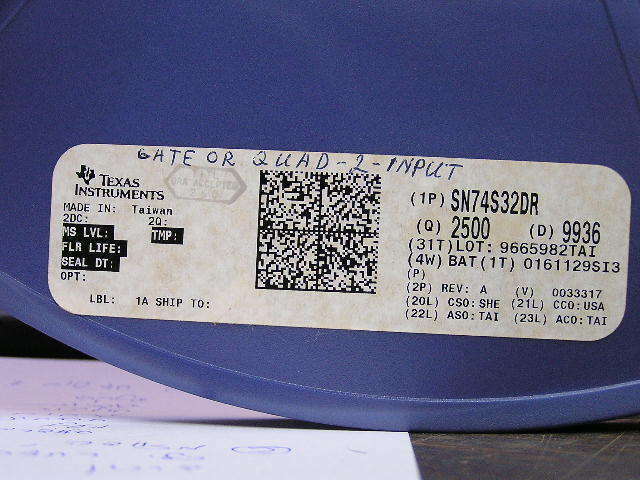 GATE OR QUAD-2-INPUT
TEXAS
INSTRUMENTS
MADE IN: Taiwan
2DC: 2Q:
MS LVL: TMP:
FLR LIFE:
SEAL DT:
OPT:
LBL: 1A SHIP TO:
(1P) SN74S32DR
(Q) 2500 (D) 9936
(31T)LOT: 9665982TAI
(4W) BAT(1T) 0161129SI3
(P)
(2P) REV: A (V) 0033317
(20L) CSO:SHE (21L) CCO:USA
(22L) ASO:TAI (23L) ACO:TAI